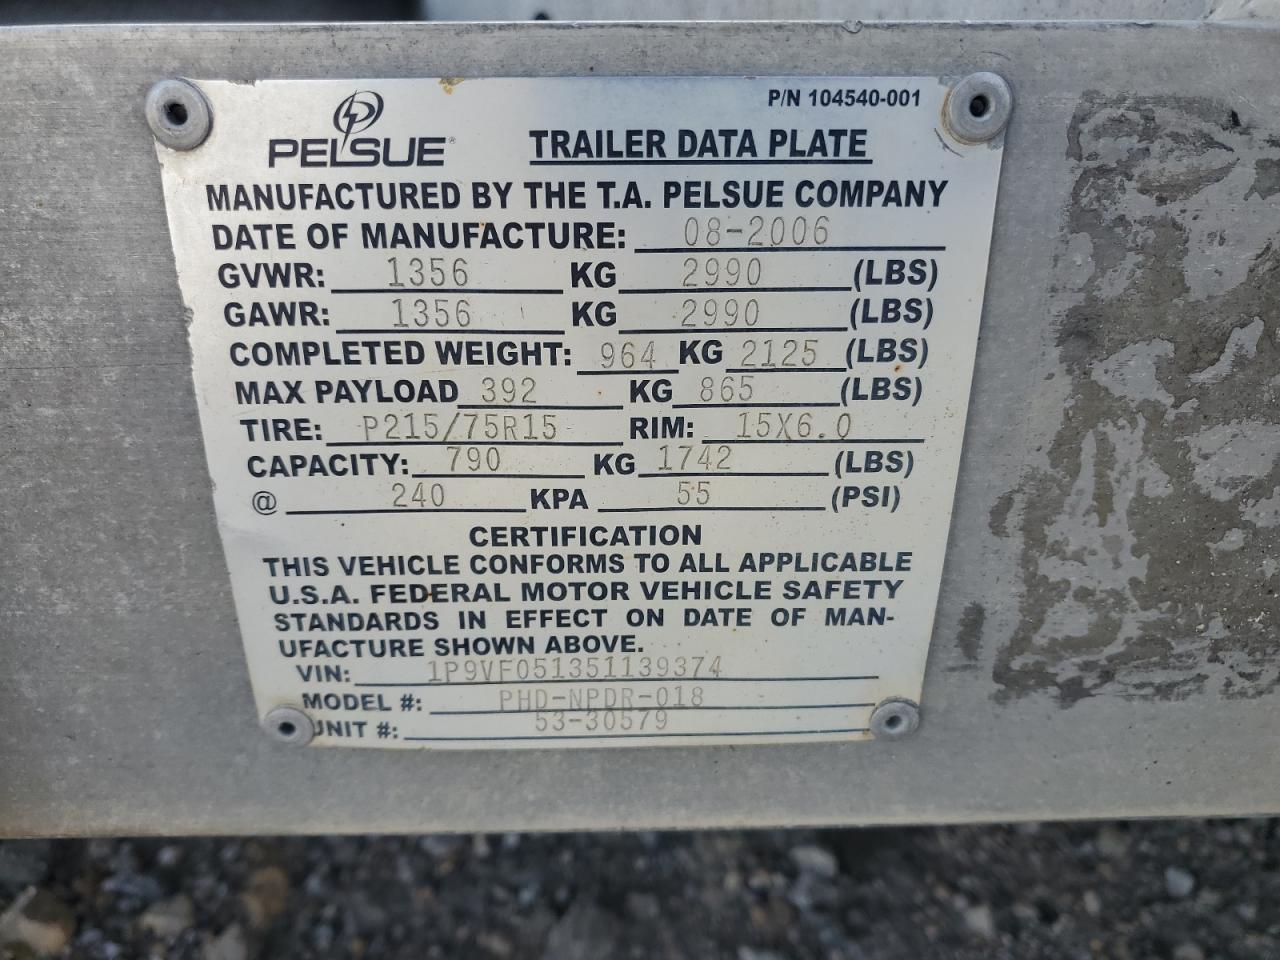 P/N 104540-001
PELSUE® TRAILER DATA PLATE
MANUFACTURED BY THE T.A. PELSUE COMPANY
DATE OF MANUFACTURE: 08-2006
GVWR: 1356 KG 2990 (LBS)
GAWR: 1356 KG 2990 (LBS)
COMPLETED WEIGHT: 964 KG 2125 (LBS)
MAX PAYLOAD 392 KG 865 (LBS)
TIRE: P215/75R15 RIM: 15X6.0
CAPACITY: 790 KG 1742 (LBS)
@ 240 KPA 55 (PSI)
CERTIFICATION
THIS VEHICLE CONFORMS TO ALL APPLICABLE
U.S.A. FEDERAL MOTOR VEHICLE SAFETY
STANDARDS IN EFFECT ON DATE OF MAN-
UFACTURE SHOWN ABOVE.
VIN: 1P9VF051351139374
MODEL #: PHD-NPDR-018
UNIT #: 53-30579